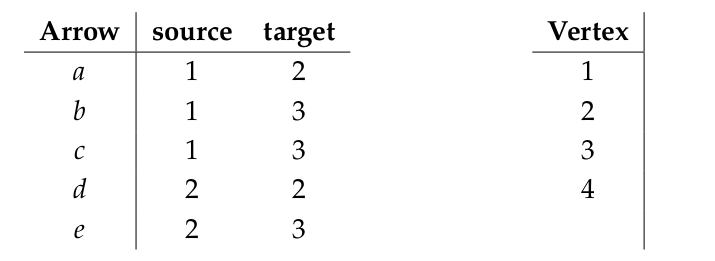 Arrow source target Vertex
a 1 2 1
b 1 3 2
c 1 3 3
d 2 2 4
e 2 3